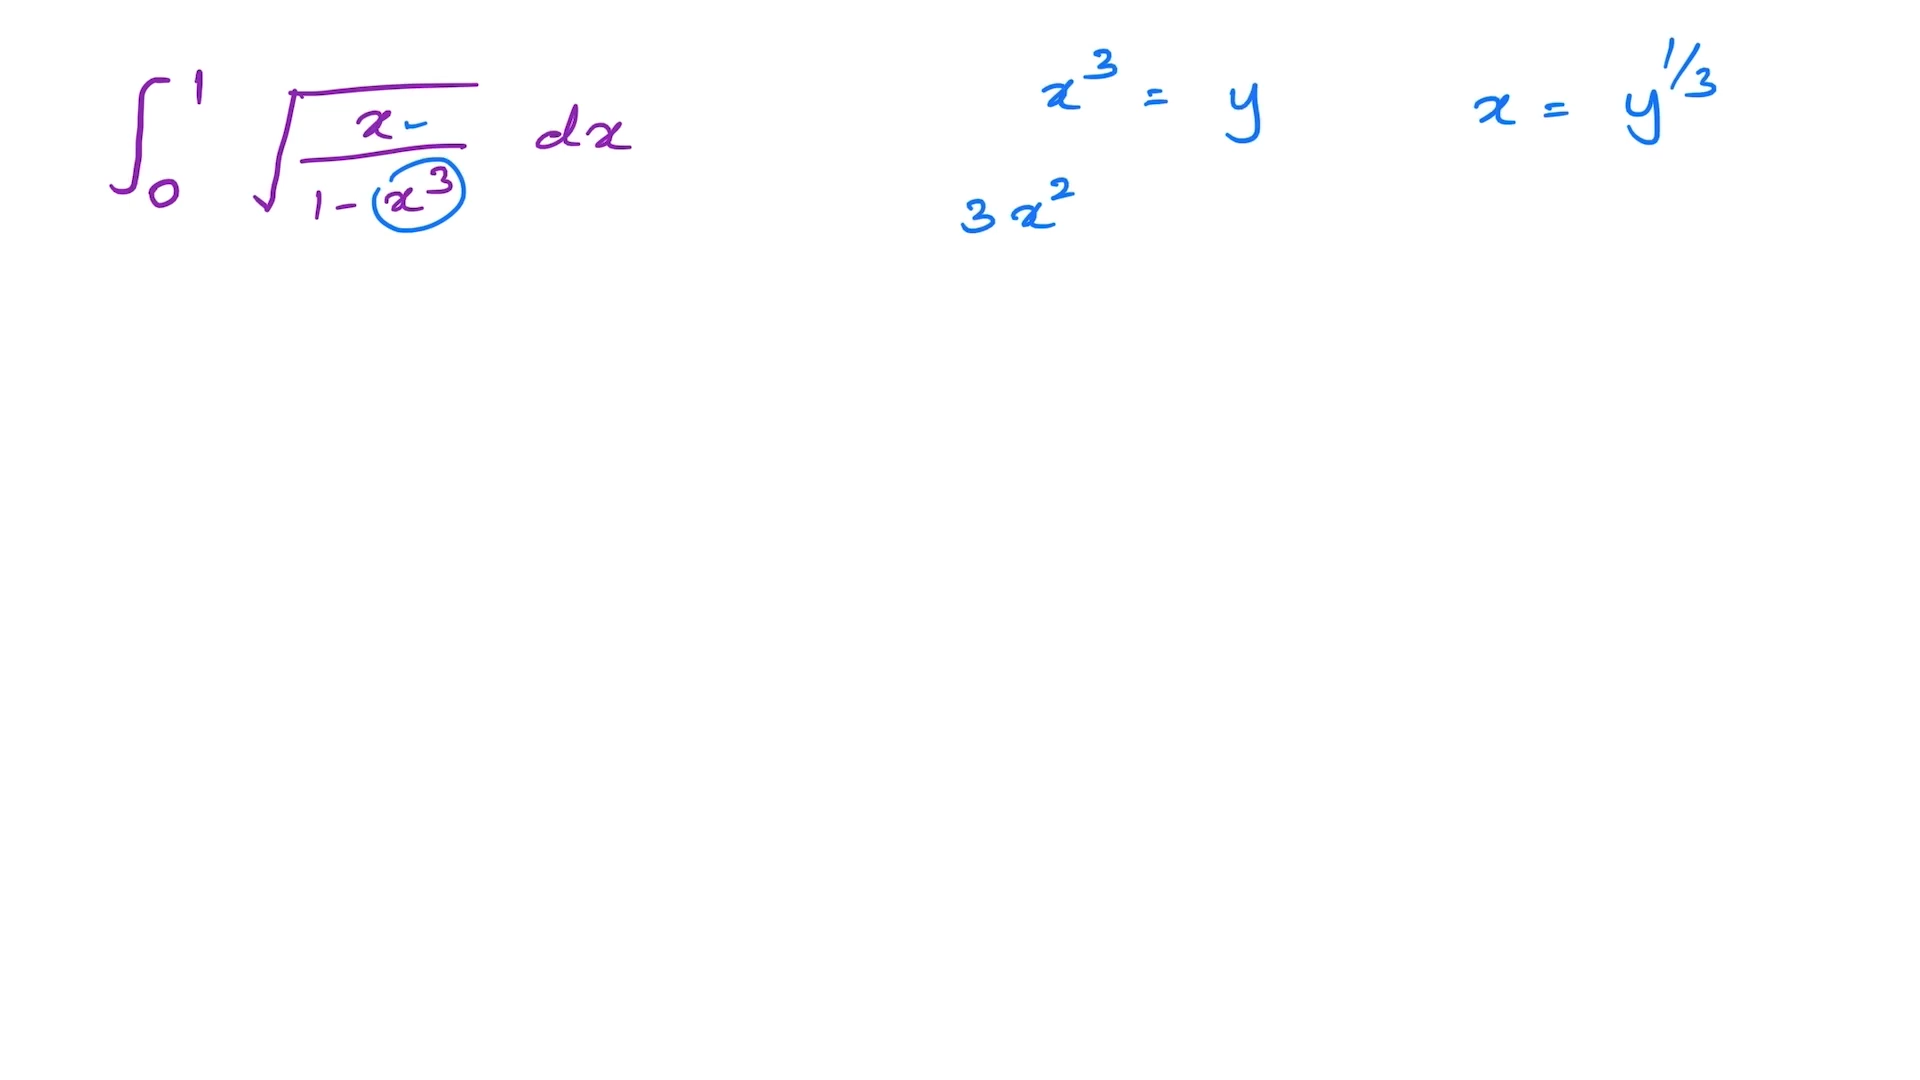 ∫₀¹ √(x/(1-x³)) dx    x³ = y    x = y^{1/3}
3x²